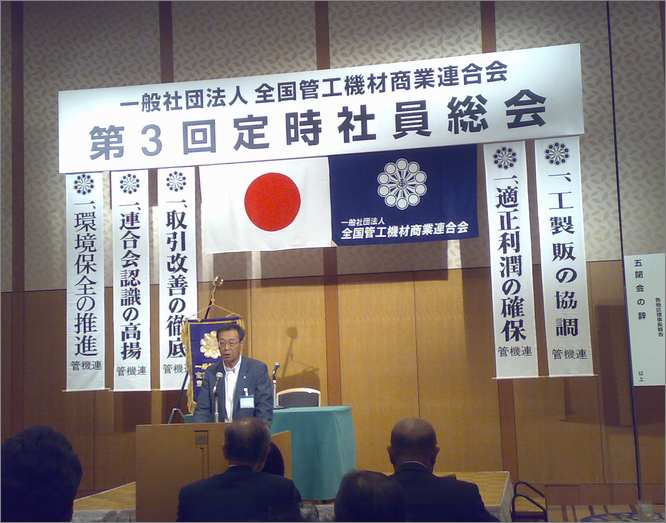 一般社団法人 全国管工機材商業連合会
第3回定時社員総会
一、環境保全の推進
管機連
一、連合会認識の高揚
管機連
一、取引改善の徹底
管機連
一般社団法人
全国管工機材商業連合会
一、適正利潤の確保
管機連
一、工製販の協調
管機連
五 閉会の辞
以上